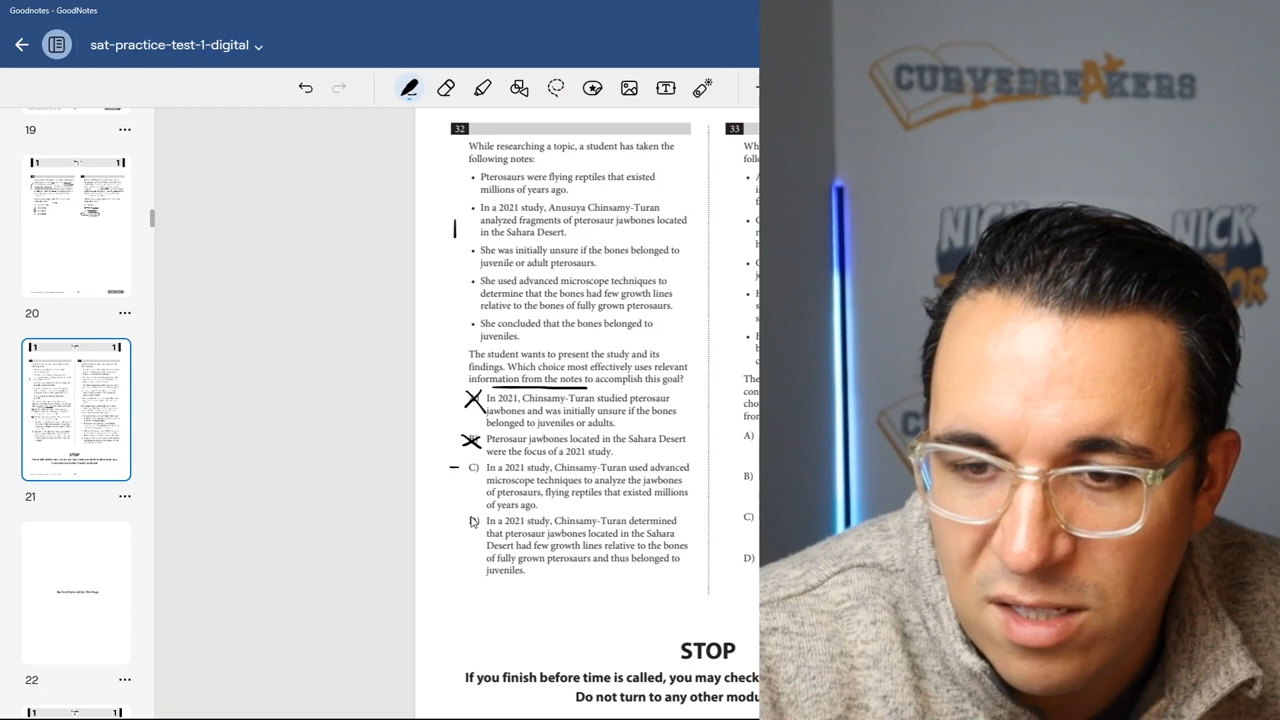 Goodnotes - GoodNotes
sat-practice-test-1-digital
CURVEBREAKERS
NICK
NICK
THE
TOR
19
20
21
22
32
While researching a topic, a student has taken the
following notes:
• Pterosaurs were flying reptiles that existed
millions of years ago.
• In a 2021 study, Anusuya Chinsamy-Turan
analyzed fragments of pterosaur jawbones located
in the Sahara Desert.
• She was initially unsure if the bones belonged to
juvenile or adult pterosaurs.
• She used advanced microscope techniques to
determine that the bones had few growth lines
relative to the bones of fully grown pterosaurs.
• She concluded that the bones belonged to
juveniles.
The student wants to present the study and its
findings. Which choice most effectively uses relevant
information from the notes to accomplish this goal?
In 2021, Chinsamy-Turan studied pterosaur
jawbones and was initially unsure if the bones
belonged to juveniles or adults.
Pterosaur jawbones located in the Sahara Desert
were the focus of a 2021 study.
C) In a 2021 study, Chinsamy-Turan used advanced
microscope techniques to analyze the jawbones
of pterosaurs, flying reptiles that existed millions
of years ago.
In a 2021 study, Chinsamy-Turan determined
that pterosaur jawbones located in the Sahara
Desert had few growth lines relative to the bones
of fully grown pterosaurs and thus belonged to
juveniles.
33
A)
B)
C)
D)
STOP
If you finish before time is called, you may check
Do not turn to any other modu